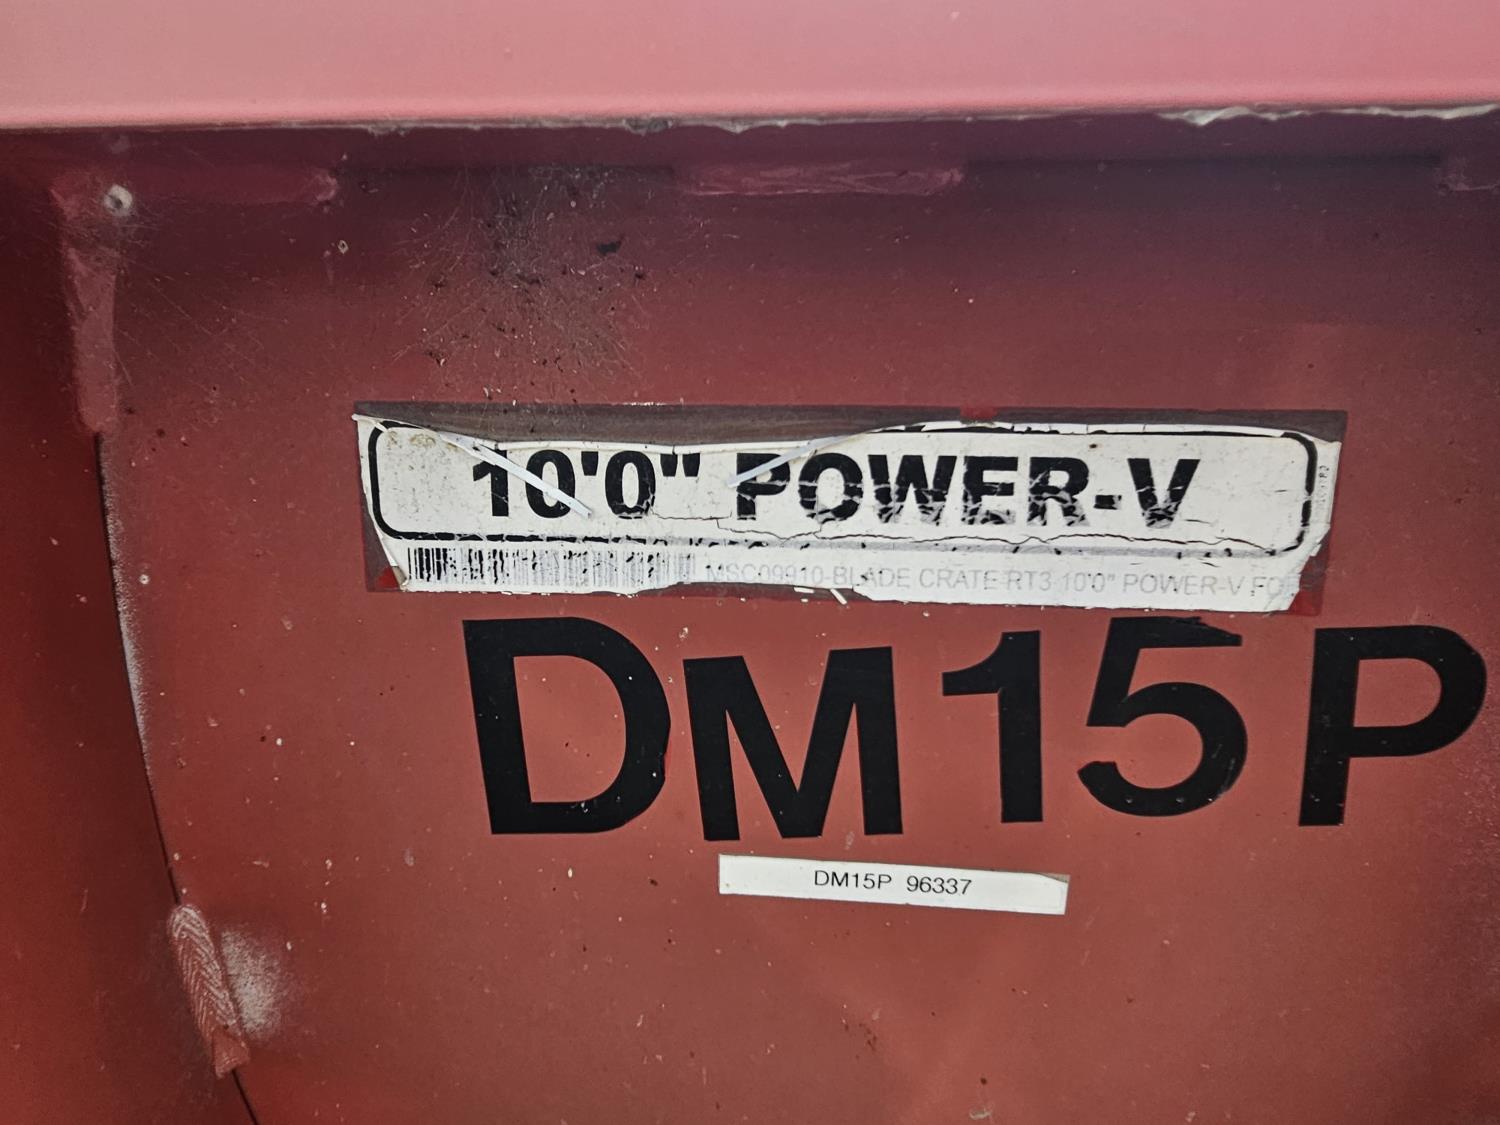 10'0" POWER-V
MSC09910-BLADE CRATE RT3 10'0" POWER-V
DM15P
DM15P 96337